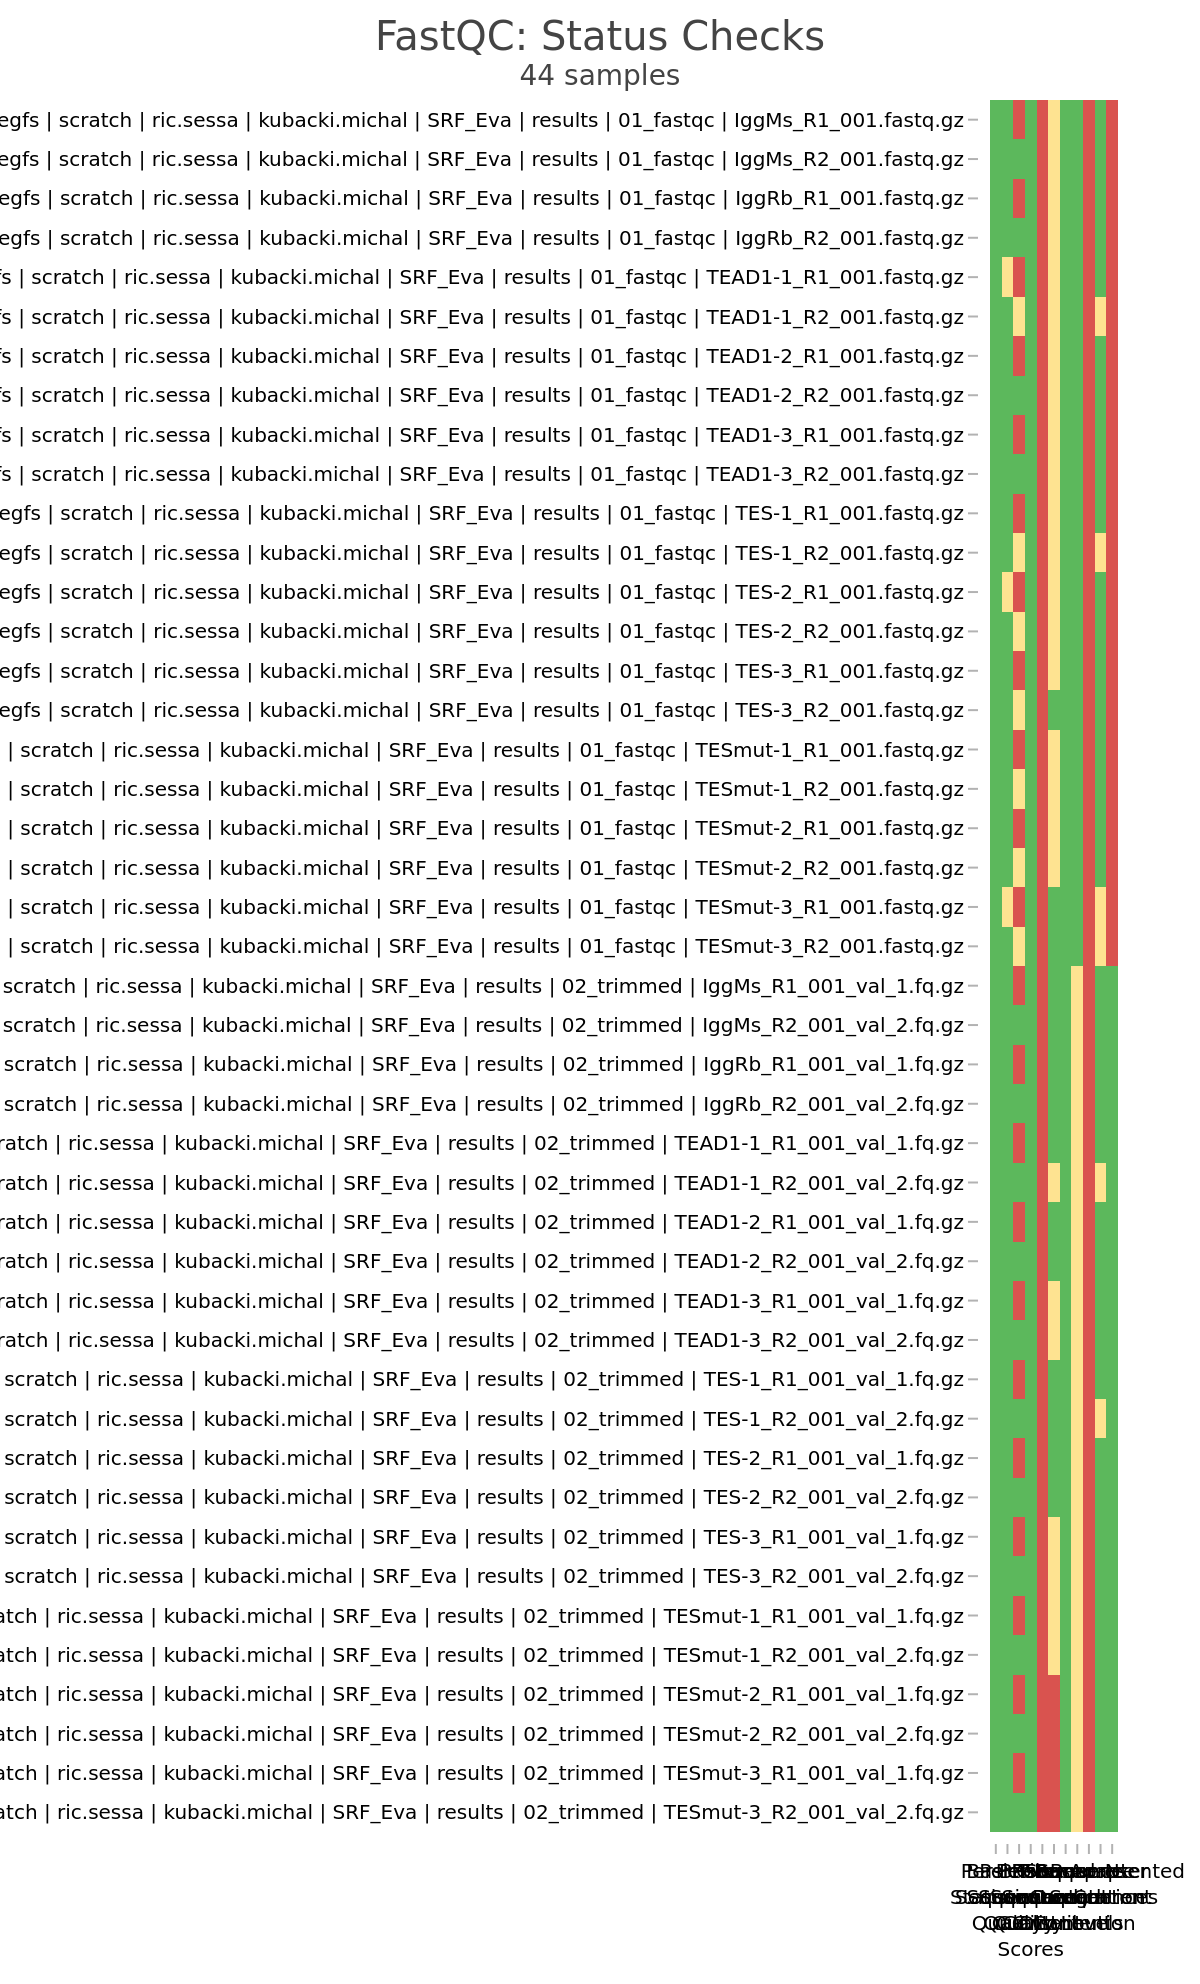 FastQC: Status Checks
44 samples
egfs | scratch | ric.sessa | kubacki.michal | SRF_Eva | results | 01_fastqc | IggMs_R1_001.fastq.gz
egfs | scratch | ric.sessa | kubacki.michal | SRF_Eva | results | 01_fastqc | IggMs_R2_001.fastq.gz
egfs | scratch | ric.sessa | kubacki.michal | SRF_Eva | results | 01_fastqc | IggRb_R1_001.fastq.gz
egfs | scratch | ric.sessa | kubacki.michal | SRF_Eva | results | 01_fastqc | IggRb_R2_001.fastq.gz
fs | scratch | ric.sessa | kubacki.michal | SRF_Eva | results | 01_fastqc | TEAD1-1_R1_001.fastq.gz
fs | scratch | ric.sessa | kubacki.michal | SRF_Eva | results | 01_fastqc | TEAD1-1_R2_001.fastq.gz
fs | scratch | ric.sessa | kubacki.michal | SRF_Eva | results | 01_fastqc | TEAD1-2_R1_001.fastq.gz
fs | scratch | ric.sessa | kubacki.michal | SRF_Eva | results | 01_fastqc | TEAD1-2_R2_001.fastq.gz
fs | scratch | ric.sessa | kubacki.michal | SRF_Eva | results | 01_fastqc | TEAD1-3_R1_001.fastq.gz
fs | scratch | ric.sessa | kubacki.michal | SRF_Eva | results | 01_fastqc | TEAD1-3_R2_001.fastq.gz
egfs | scratch | ric.sessa | kubacki.michal | SRF_Eva | results | 01_fastqc | TES-1_R1_001.fastq.gz
egfs | scratch | ric.sessa | kubacki.michal | SRF_Eva | results | 01_fastqc | TES-1_R2_001.fastq.gz
egfs | scratch | ric.sessa | kubacki.michal | SRF_Eva | results | 01_fastqc | TES-2_R1_001.fastq.gz
egfs | scratch | ric.sessa | kubacki.michal | SRF_Eva | results | 01_fastqc | TES-2_R2_001.fastq.gz
egfs | scratch | ric.sessa | kubacki.michal | SRF_Eva | results | 01_fastqc | TES-3_R1_001.fastq.gz
egfs | scratch | ric.sessa | kubacki.michal | SRF_Eva | results | 01_fastqc | TES-3_R2_001.fastq.gz
| scratch | ric.sessa | kubacki.michal | SRF_Eva | results | 01_fastqc | TESmut-1_R1_001.fastq.gz
| scratch | ric.sessa | kubacki.michal | SRF_Eva | results | 01_fastqc | TESmut-1_R2_001.fastq.gz
| scratch | ric.sessa | kubacki.michal | SRF_Eva | results | 01_fastqc | TESmut-2_R1_001.fastq.gz
| scratch | ric.sessa | kubacki.michal | SRF_Eva | results | 01_fastqc | TESmut-2_R2_001.fastq.gz
| scratch | ric.sessa | kubacki.michal | SRF_Eva | results | 01_fastqc | TESmut-3_R1_001.fastq.gz
| scratch | ric.sessa | kubacki.michal | SRF_Eva | results | 01_fastqc | TESmut-3_R2_001.fastq.gz
scratch | ric.sessa | kubacki.michal | SRF_Eva | results | 02_trimmed | IggMs_R1_001_val_1.fq.gz
scratch | ric.sessa | kubacki.michal | SRF_Eva | results | 02_trimmed | IggMs_R2_001_val_2.fq.gz
scratch | ric.sessa | kubacki.michal | SRF_Eva | results | 02_trimmed | IggRb_R1_001_val_1.fq.gz
scratch | ric.sessa | kubacki.michal | SRF_Eva | results | 02_trimmed | IggRb_R2_001_val_2.fq.gz
ratch | ric.sessa | kubacki.michal | SRF_Eva | results | 02_trimmed | TEAD1-1_R1_001_val_1.fq.gz
ratch | ric.sessa | kubacki.michal | SRF_Eva | results | 02_trimmed | TEAD1-1_R2_001_val_2.fq.gz
ratch | ric.sessa | kubacki.michal | SRF_Eva | results | 02_trimmed | TEAD1-2_R1_001_val_1.fq.gz
ratch | ric.sessa | kubacki.michal | SRF_Eva | results | 02_trimmed | TEAD1-2_R2_001_val_2.fq.gz
ratch | ric.sessa | kubacki.michal | SRF_Eva | results | 02_trimmed | TEAD1-3_R1_001_val_1.fq.gz
ratch | ric.sessa | kubacki.michal | SRF_Eva | results | 02_trimmed | TEAD1-3_R2_001_val_2.fq.gz
scratch | ric.sessa | kubacki.michal | SRF_Eva | results | 02_trimmed | TES-1_R1_001_val_1.fq.gz
scratch | ric.sessa | kubacki.michal | SRF_Eva | results | 02_trimmed | TES-1_R2_001_val_2.fq.gz
scratch | ric.sessa | kubacki.michal | SRF_Eva | results | 02_trimmed | TES-2_R1_001_val_1.fq.gz
scratch | ric.sessa | kubacki.michal | SRF_Eva | results | 02_trimmed | TES-2_R2_001_val_2.fq.gz
scratch | ric.sessa | kubacki.michal | SRF_Eva | results | 02_trimmed | TES-3_R1_001_val_1.fq.gz
scratch | ric.sessa | kubacki.michal | SRF_Eva | results | 02_trimmed | TES-3_R2_001_val_2.fq.gz
atch | ric.sessa | kubacki.michal | SRF_Eva | results | 02_trimmed | TESmut-1_R1_001_val_1.fq.gz
atch | ric.sessa | kubacki.michal | SRF_Eva | results | 02_trimmed | TESmut-1_R2_001_val_2.fq.gz
atch | ric.sessa | kubacki.michal | SRF_Eva | results | 02_trimmed | TESmut-2_R1_001_val_1.fq.gz
atch | ric.sessa | kubacki.michal | SRF_Eva | results | 02_trimmed | TESmut-2_R2_001_val_2.fq.gz
atch | ric.sessa | kubacki.michal | SRF_Eva | results | 02_trimmed | TESmut-3_R1_001_val_1.fq.gz
atch | ric.sessa | kubacki.michal | SRF_Eva | results | 02_trimmed | TESmut-3_R2_001_val_2.fq.gz
Scores